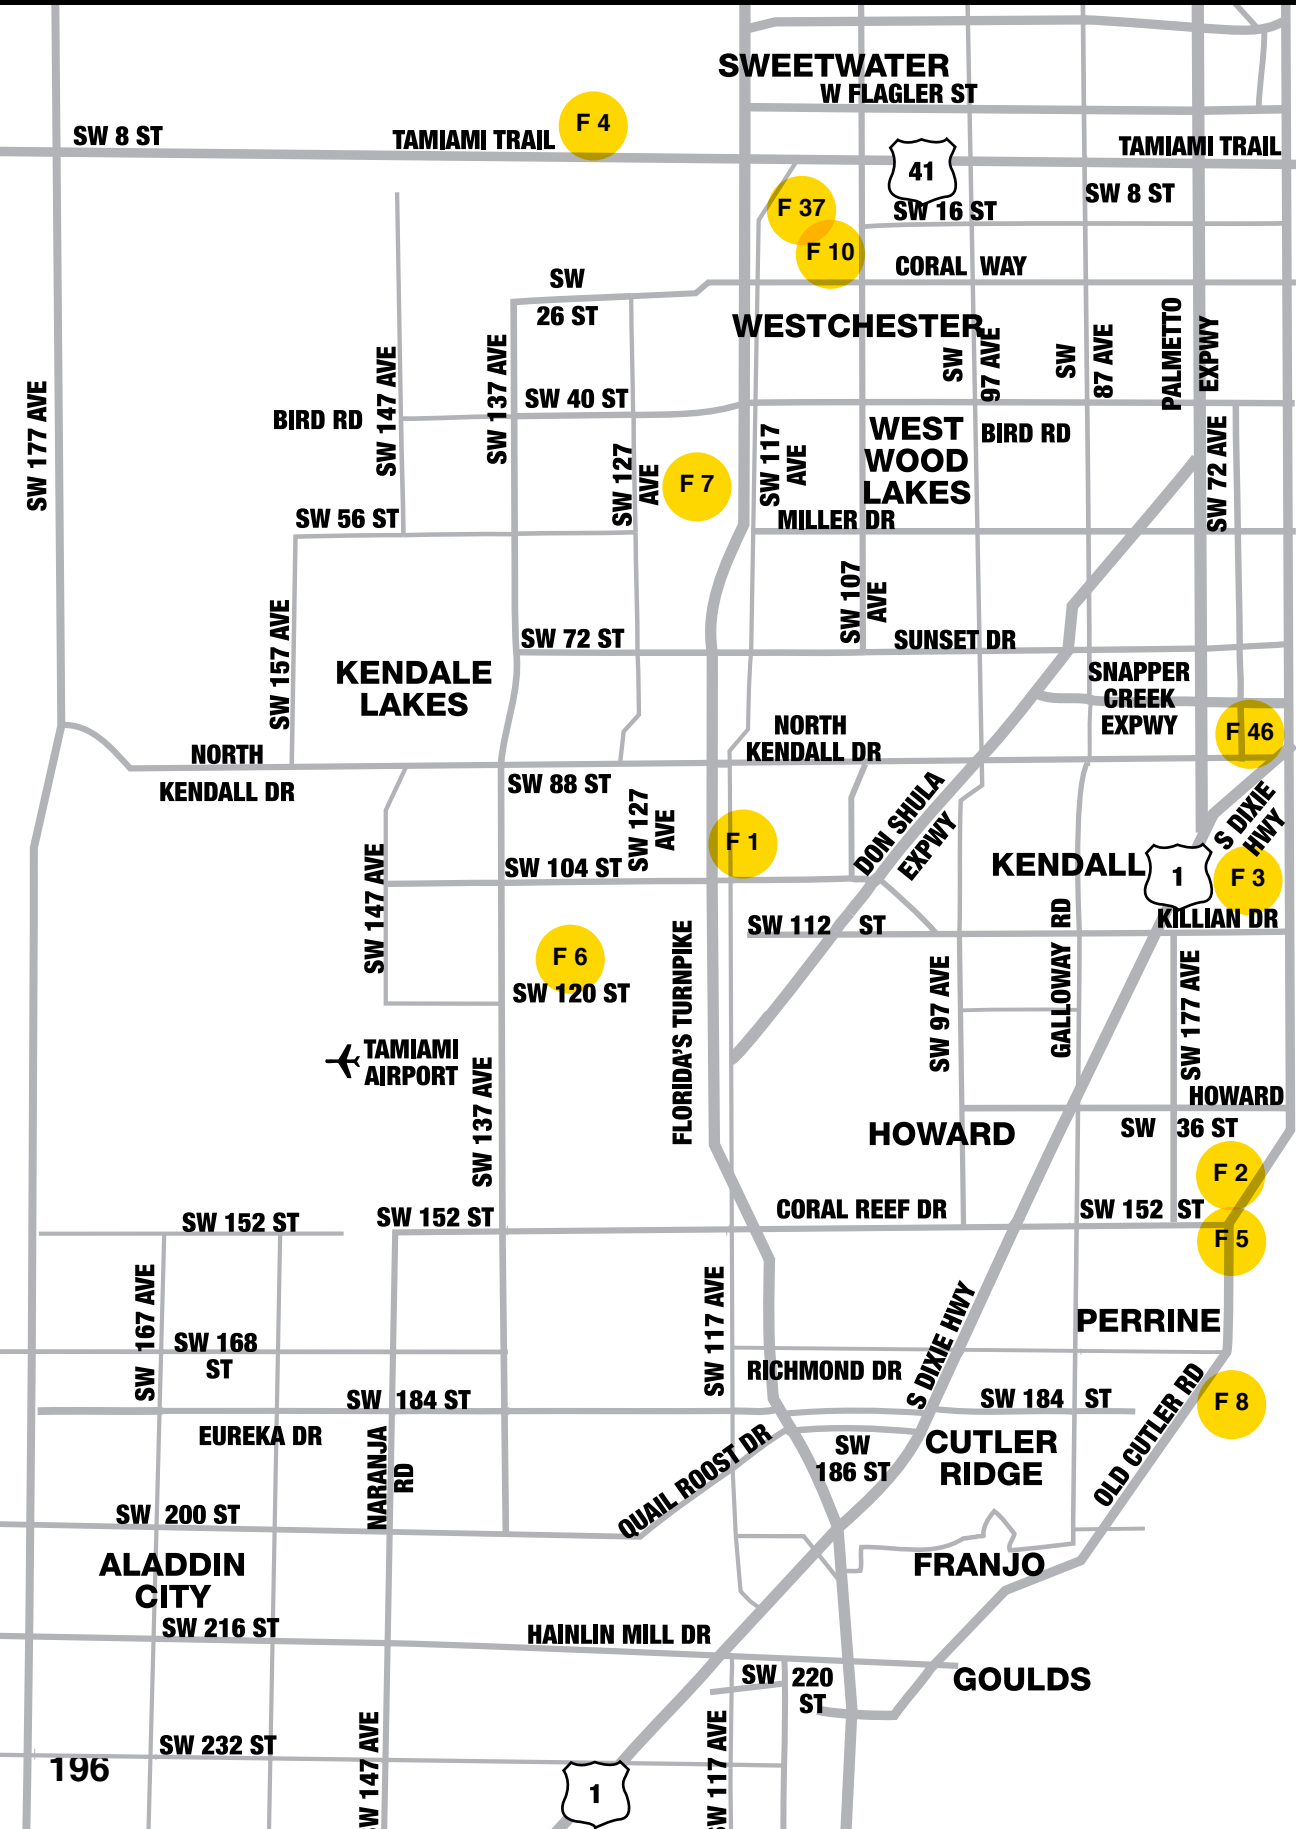 SWEETWATER
W FLAGLER ST
F 4
SW 8 ST
TAMIAMI TRAIL
TAMIAMI TRAIL
41
SW 8 ST
F 37
SW 16 ST
F 10
CORAL WAY
SW
26 ST
WESTCHESTER
PALMETTO
EXPWY
SW
97 AVE
SW
87 AVE
SW 177 AVE
SW 147 AVE
SW 137 AVE
SW 40 ST
BIRD RD
WEST
WOOD
LAKES
BIRD RD
SW 127
AVE
F 7
SW 117
AVE
SW 72 AVE
SW 56 ST
MILLER DR
SW 107
AVE
SW 157 AVE
SW 72 ST
SUNSET DR
KENDALE
LAKES
SNAPPER
CREEK
EXPWY
NORTH
KENDALL DR
NORTH
KENDALL DR
F 46
SW 88 ST
SW 127
AVE
F 1
DON SHULA
EXPWY
S DIXIE
HWY
SW 147 AVE
SW 104 ST
KENDALL
1
F 3
SW 112 ST
KILLIAN DR
F 6
SW 120 ST
FLORIDA'S TURNPIKE
SW 97 AVE
GALLOWAY RD
SW 177 AVE
TAMIAMI
AIRPORT
SW 137 AVE
HOWARD
HOWARD
SW 36 ST
F 2
SW 152 ST
SW 152 ST
CORAL REEF DR
SW 152 ST
F 5
SW 167 AVE
SW 117 AVE
S DIXIE HWY
PERRINE
SW 168
ST
RICHMOND DR
SW 184 ST
SW 184 ST
OLD CUTLER RD
F 8
EUREKA DR
NARANJA
RD
QUAIL ROOST DR
SW
186 ST
CUTLER
RIDGE
SW 200 ST
ALADDIN
CITY
FRANJO
SW 216 ST
HAINLIN MILL DR
SW 220
ST
GOULDS
SW 232 ST
SW 147 AVE
SW 117 AVE
196
1